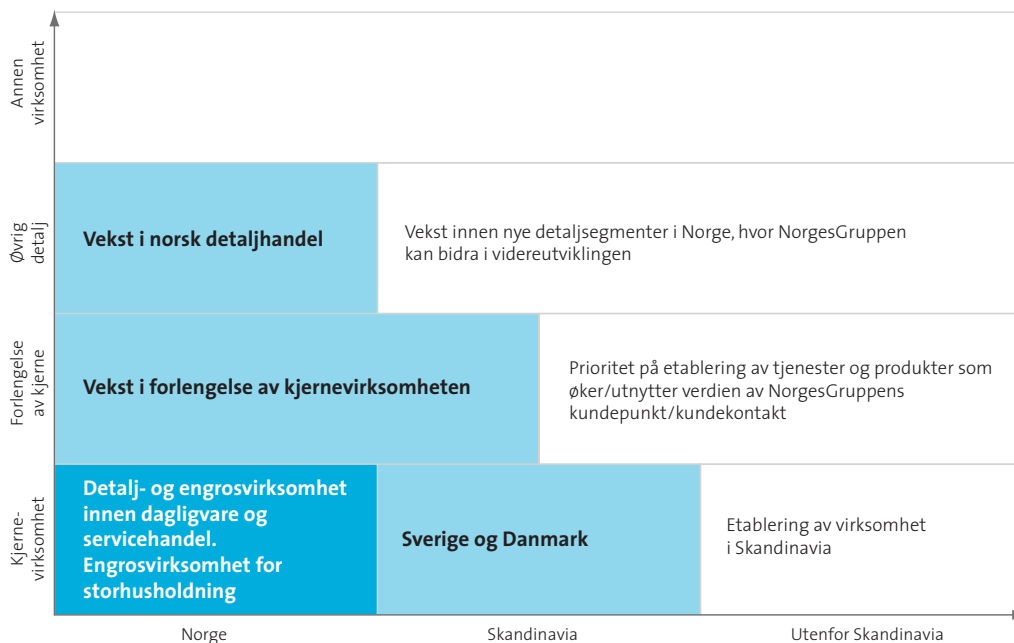 Annen
virksomhet
Øvrig
detalj
Vekst i norsk detaljhandel
Vekst innen nye detaljsegmenter i Norge, hvor NorgesGruppen
kan bidra i videreutviklingen
Forlengelse
av kjerne
Vekst i forlengelse av kjernevirksomheten
Prioritet på etablering av tjenester og produkter som
øker/utnytter verdien av NorgesGruppens
kundepunkt/kundekontakt
Kjerne-
virksomhet
Detalj- og engrosvirksomhet
innen dagligvare og
servicehandel.
Engrosvirksomhet for
storhusholdning
Sverige og Danmark
Etablering av virksomhet
i Skandinavia
Norge
Skandinavia
Utenfor Skandinavia